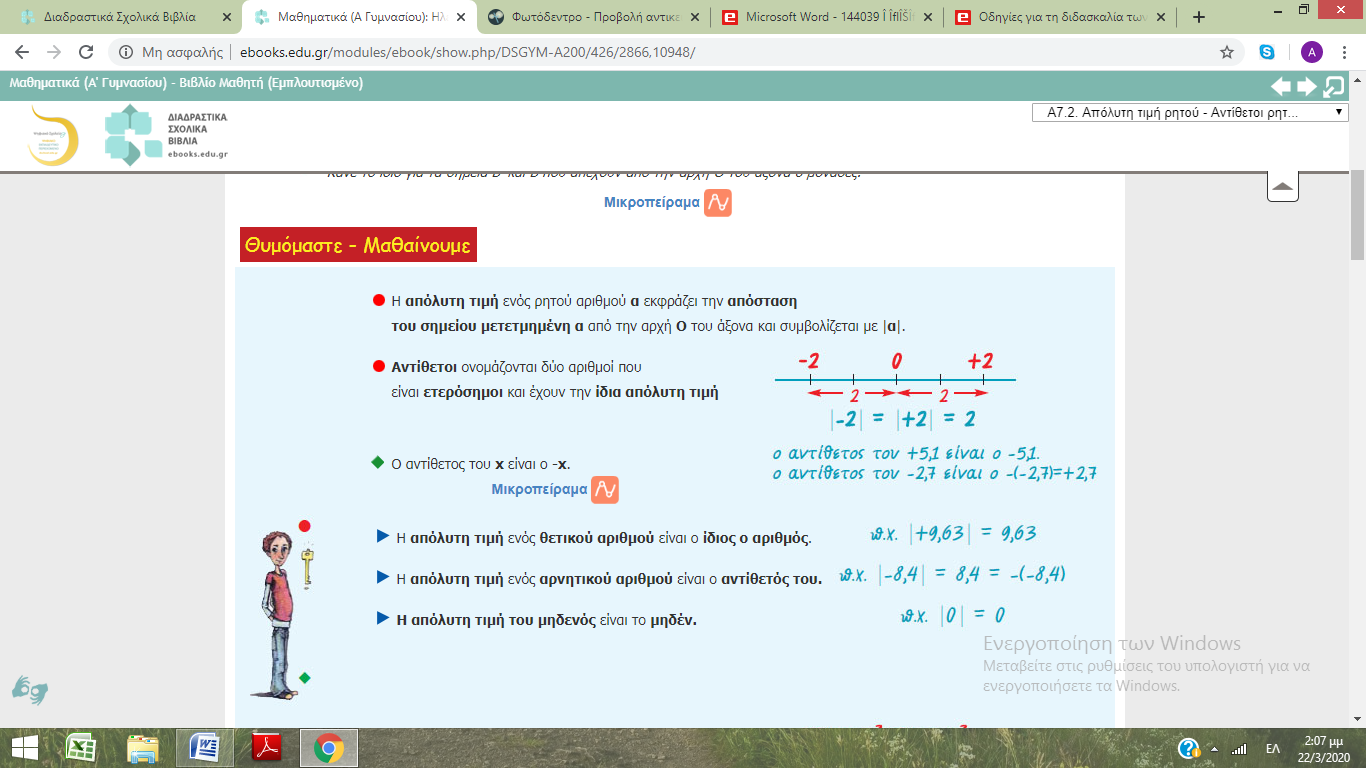 Διαδραστικά Σχολικά Βιβλία
Μαθηματικά (Α Γυμνασίου): Ηλ
Φωτόδεντρο - Προβολή αντικε
Microsoft Word - 144039
Οδηγίες για τη διδασκαλία των
Μη ασφαλής | ebooks.edu.gr/modules/ebook/show.php/DSGYM-A200/426/2866,10948/
A
Μαθηματικά (Α' Γυμνασίου) - Βιβλίο Μαθητή (Εμπλουτισμένο)
ΔΙΑΔΡΑΣΤΙΚΑ
ΣΧΟΛΙΚΑ
ΒΙΒΛΙΑ
ebooks.edu.gr
Α7.2. Απόλυτη τιμή ρητού - Αντίθετοι ρητ...
Μικροπείραμα
Θυμόμαστε - Μαθαίνουμε
Η απόλυτη τιμή ενός ρητού αριθμού α εκφράζει την απόσταση
του σημείου μετετμημένη α από την αρχή Ο του άξονα και συμβολίζεται με |α|.
Αντίθετοι ονομάζονται δύο αριθμοί που
είναι ετερόσημοι και έχουν την ίδια απόλυτη τιμή
-2 0 +2
2 2
|-2| = |+2| = 2
Ο αντίθετος του x είναι ο -x.
ο αντίθετος του +5,1 είναι ο -5,1.
ο αντίθετος του -2,7 είναι ο -(-2,7)=+2,7
Μικροπείραμα
Η απόλυτη τιμή ενός θετικού αριθμού είναι ο ίδιος ο αριθμός. π.χ. |+9,63| = 9,63
Η απόλυτη τιμή ενός αρνητικού αριθμού είναι ο αντίθετός του. π.χ. |-8,4| = 8,4 = -(-8,4)
Η απόλυτη τιμή του μηδενός είναι το μηδέν. π.χ. |0| = 0
Ενεργοποίηση των Windows
Μεταβείτε στις ρυθμίσεις του υπολογιστή για να
ενεργοποιήσετε τα Windows.
ΕΛ
2:07 μμ
22/3/2020